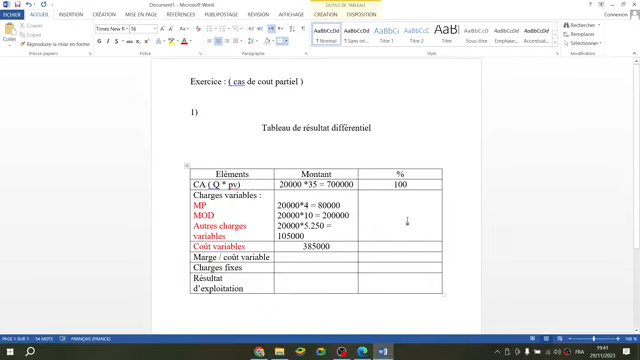 Document1 - Microsoft Word
OUTILS DE TABLEAU
FICHIER ACCUEIL INSERTION CRÉATION MISE EN PAGE RÉFÉRENCES PUBLIPOSTAGE RÉVISION AFFICHAGE CRÉATION DISPOSITION Connexion
Couper
Copier
Reproduire la mise en forme
Coller
Times New R 16
AaBbCcDd AaBbCcDd AaBbCc AaBbCcD AaBl AaBbCcD AaBbCcDd AaBbCcDd
¶ Normal ¶ Sans int... Titre 1 Titre 2 Titre Sous-titre Emphase... Emphase...
Rechercher
Remplacer
Sélectionner
Presse-papiers Police Paragraphe Style Modification
Exercice : ( cas de cout partiel )
1)
Tableau de résultat différentiel
Eléments Montant %
CA ( Q * pv) 20000 *35 = 700000 100
Charges variables :
MP 20000*4 = 80000
MOD 20000*10 = 200000
Autres charges variables 20000*5.250 = 105000
Coût variables 385000
Marge / coût variable
Charges fixes
Résultat d'exploitation
PAGE 1 SUR 1 54 MOTS FRANÇAIS (FRANCE) 100 %
FRA 19:41
29/11/2023